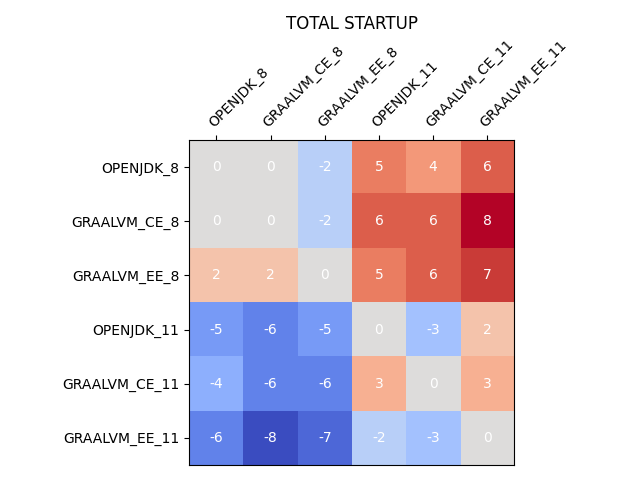 TOTAL STARTUP
OPENJDK_8 GRAALVM_CE_8 GRAALVM_EE_8 OPENJDK_11 GRAALVM_CE_11 GRAALVM_EE_11
OPENJDK_8 0 0 -2 5 4 6
GRAALVM_CE_8 0 0 -2 6 6 8
GRAALVM_EE_8 2 2 0 5 6 7
OPENJDK_11 -5 -6 -5 0 -3 2
GRAALVM_CE_11 -4 -6 -6 3 0 3
GRAALVM_EE_11 -6 -8 -7 -2 -3 0